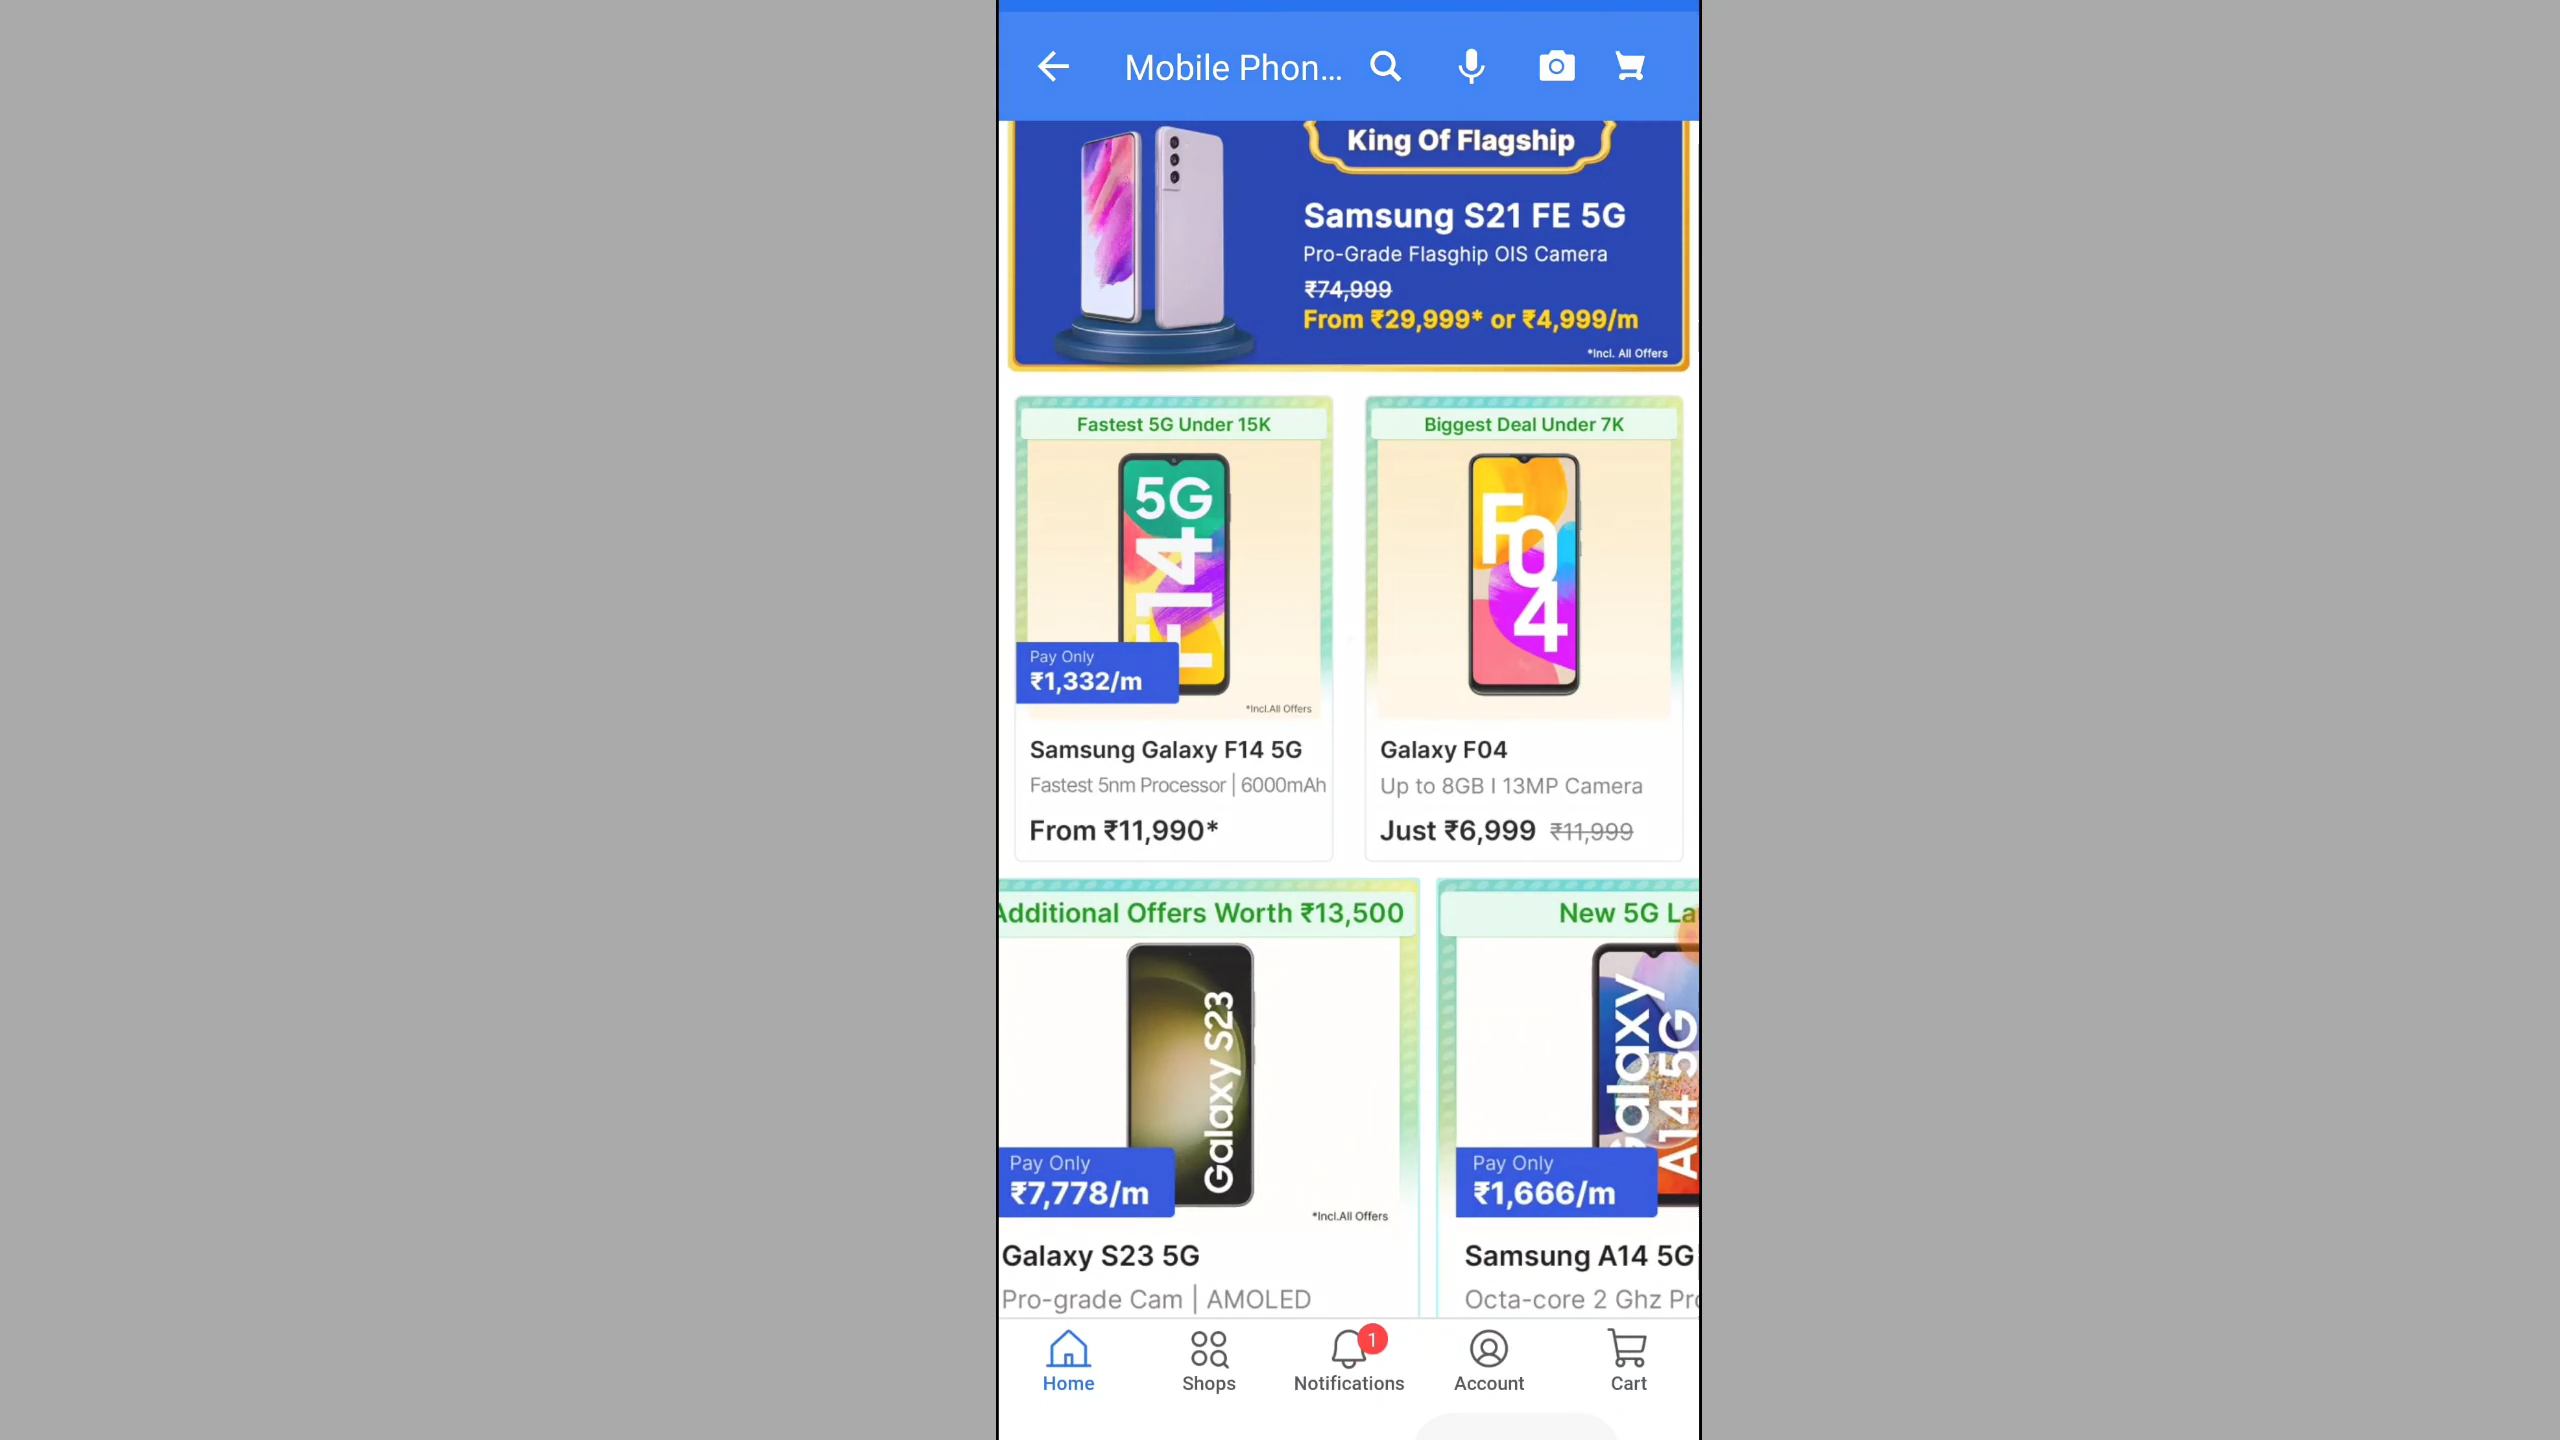 Mobile Phon...
King Of Flagship
Samsung S21 FE 5G
Pro-Grade Flasghip OIS Camera
₹74,999
From ₹29,999* or ₹4,999/m
*Incl. All Offers
Fastest 5G Under 15K
5G
F14
Pay Only
₹1,332/m
*Incl.All Offers
Samsung Galaxy F14 5G
Fastest 5nm Processor | 6000mAh
From ₹11,990*
Biggest Deal Under 7K
F04
Galaxy F04
Up to 8GB I 13MP Camera
Just ₹6,999 ₹11,999
Additional Offers Worth ₹13,500
Galaxy S23
Pay Only
₹7,778/m
*Incl.All Offers
Galaxy S23 5G
Pro-grade Cam | AMOLED
New 5G La
Galaxy
A14 5G
Pay Only
₹1,666/m
Samsung A14 5G
Octa-core 2 Ghz Pro
Home
Shops
1
Notifications
Account
Cart